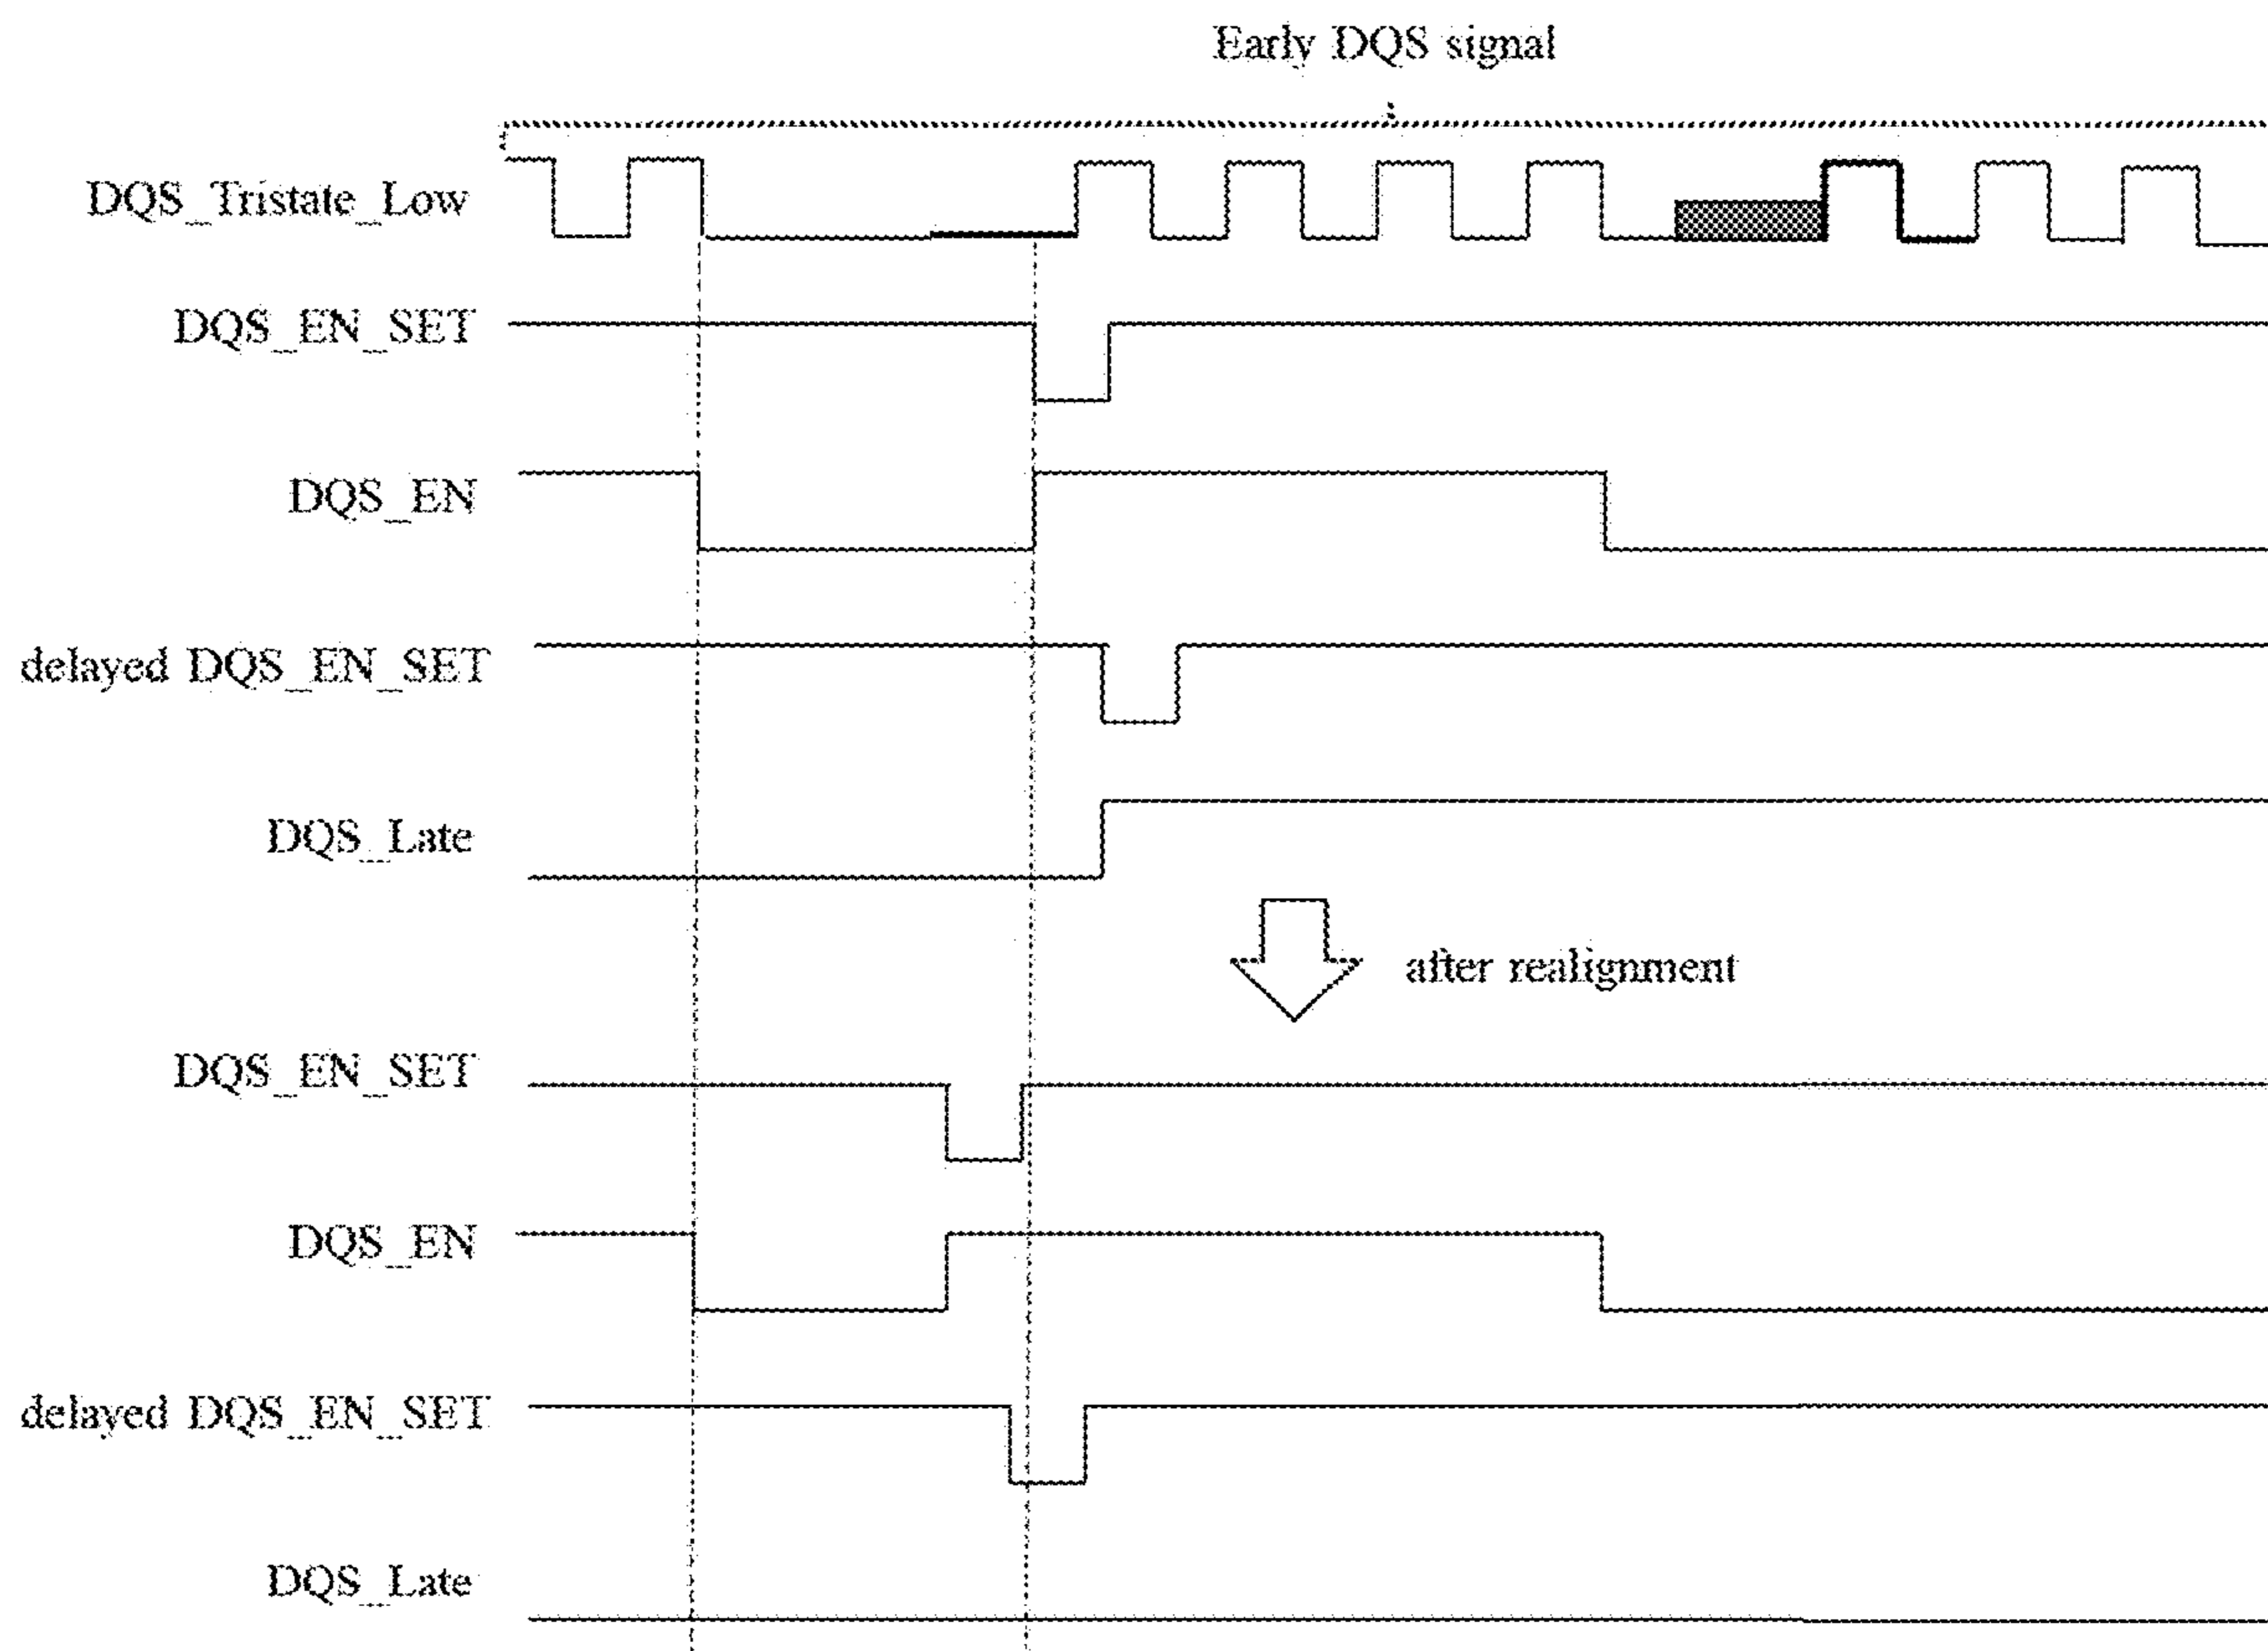 Early DQS signal
DQS_Tristate_Low
DQS_EN_SET
DQS_EN
delayed DQS_EN_SET
DQS_Late
after realignment
DQS_EN_SET
DQS_EN
delayed DQS_EN_SET
DQS_Late